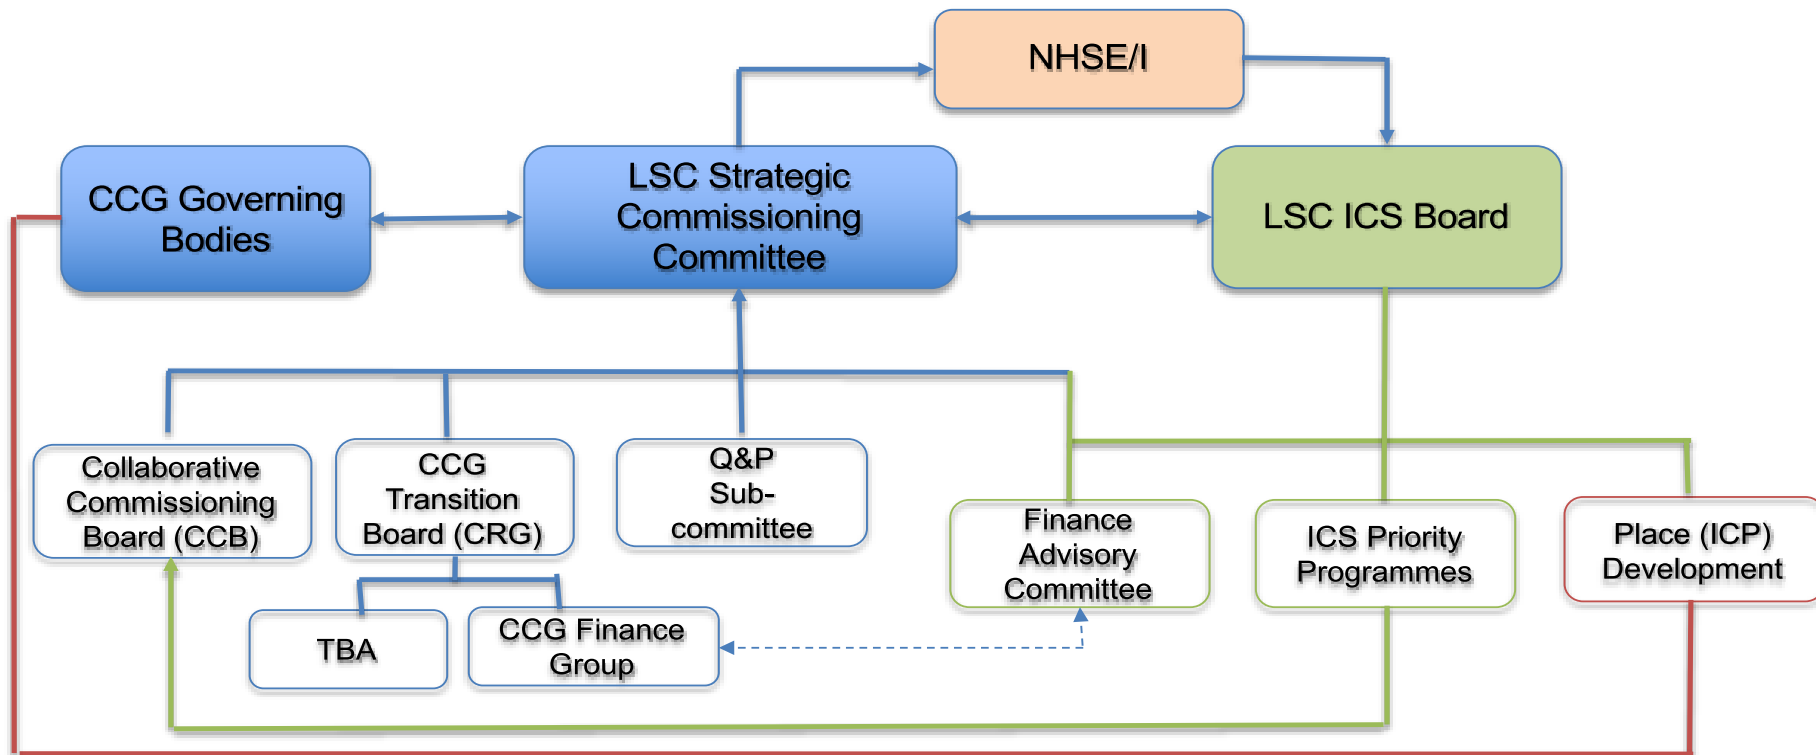 NHSE/I
CCG Governing
Bodies
LSC Strategic
Commissioning
Committee
LSC ICS Board
Collaborative
Commissioning
Board (CCB)
CCG
Transition
Board (CRG)
Q&P
Sub-
committee
Finance
Advisory
Committee
ICS Priority
Programmes
Place (ICP)
Development
TBA
CCG Finance
Group